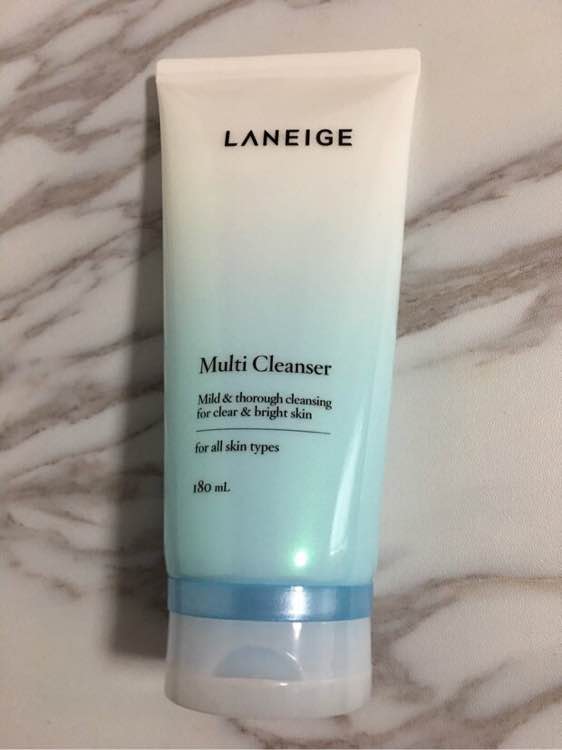 LANEIGE
Multi Cleanser
Mild & thorough cleansing
for clear & bright skin
for all skin types
180 mL